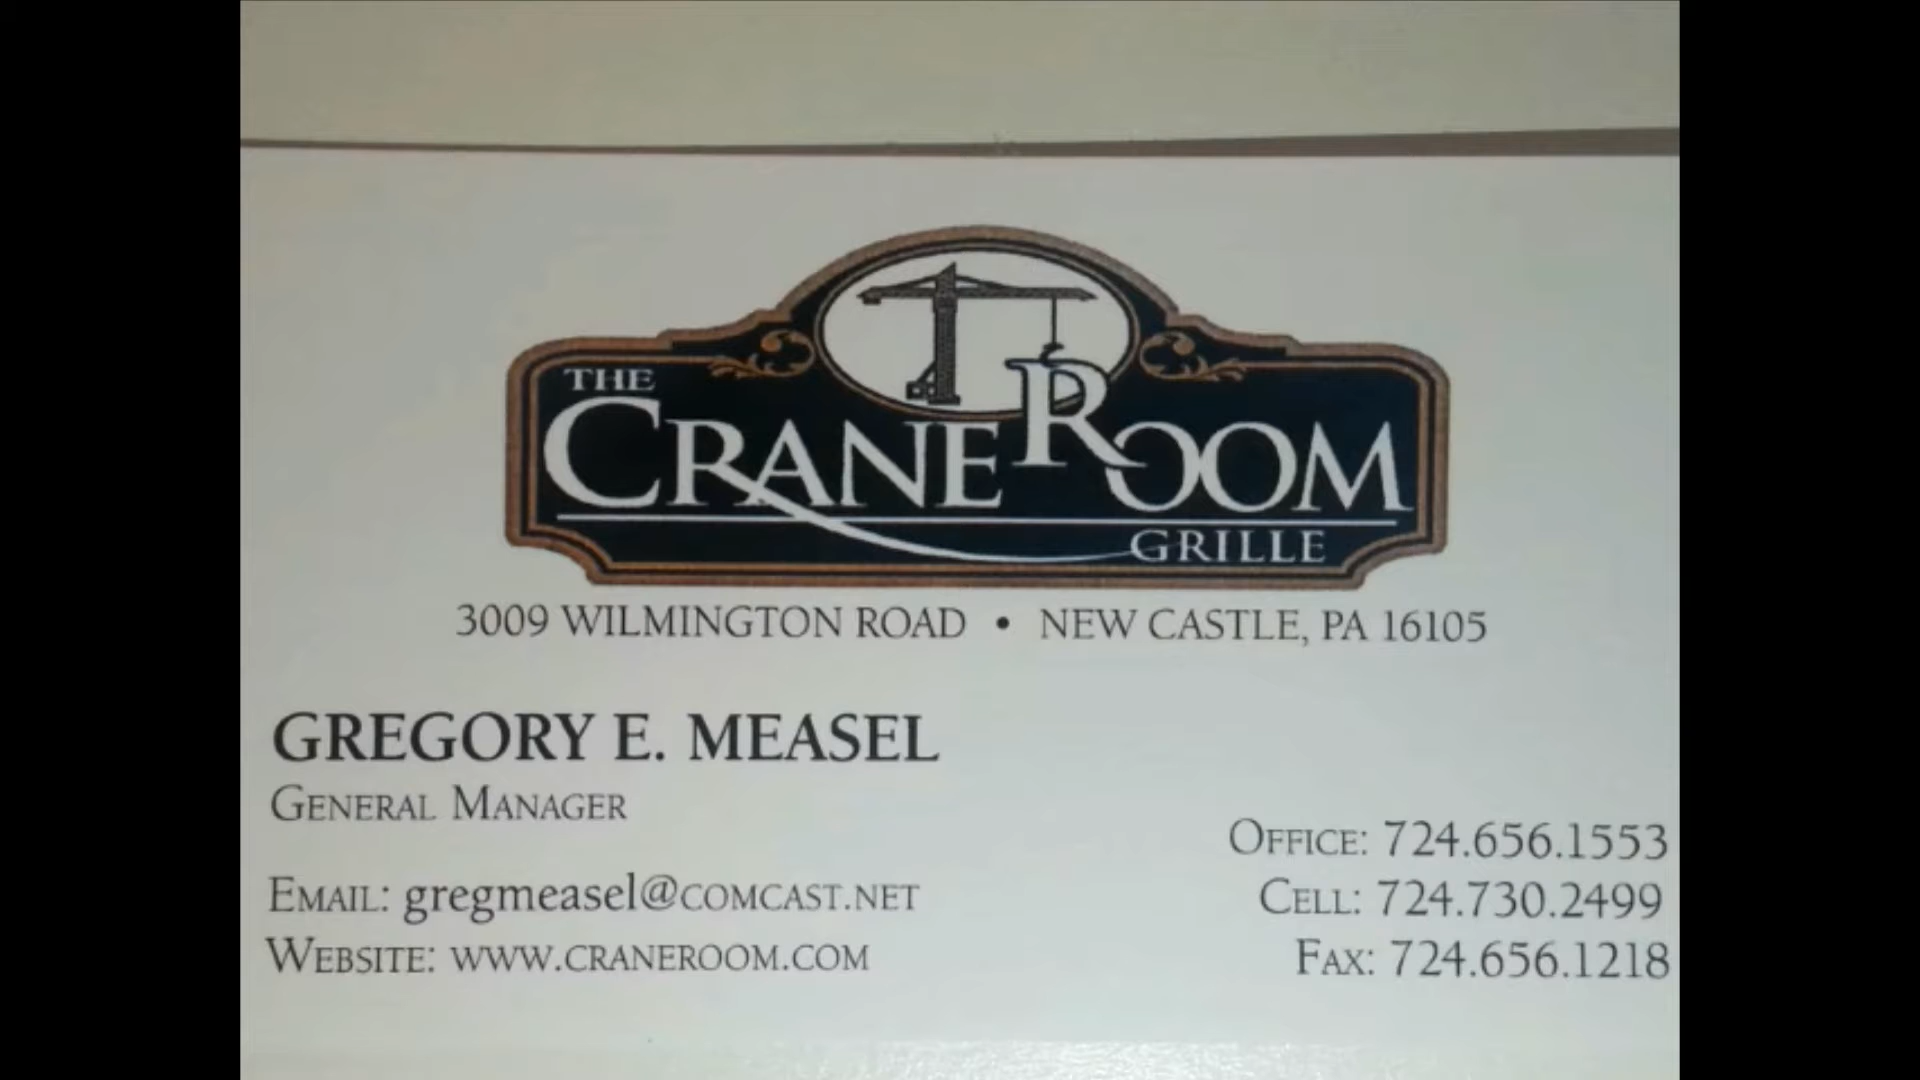 THE
CRANE ROOM
GRILLE
3009 WILMINGTON ROAD • NEW CASTLE, PA 16105
GREGORY E. MEASEL
GENERAL MANAGER
EMAIL: gregmeasel@COMCAST.NET
WEBSITE: WWW.CRANEROOM.COM
OFFICE: 724.656.1553
CELL: 724.730.2499
FAX: 724.656.1218